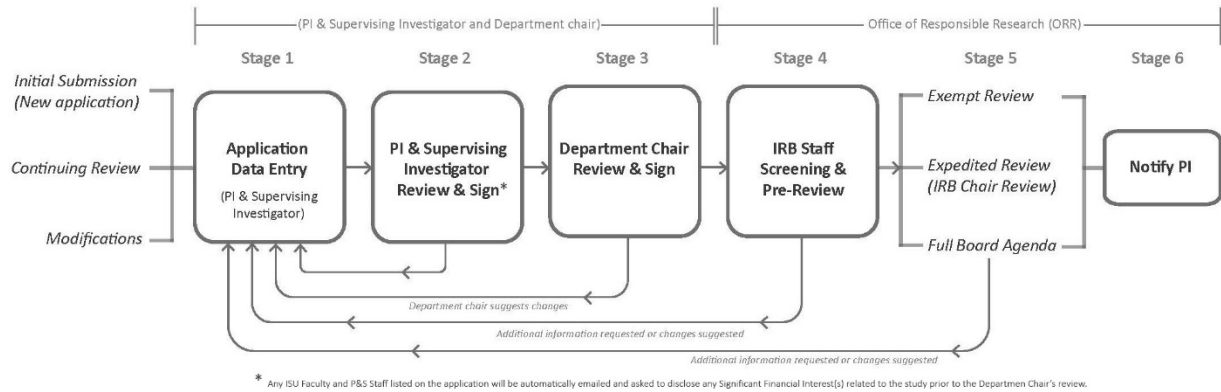 (PI & Supervising Investigator and Department chair)
Office of Responsible Research (ORR)
Stage 1
Stage 2
Stage 3
Stage 4
Stage 5
Stage 6
Initial Submission
(New application)
Continuing Review
Modifications
Application
Data Entry
(PI & Supervising
Investigator)
PI & Supervising
Investigator
Review & Sign*
Department Chair
Review & Sign
IRB Staff
Screening &
Pre-Review
Exempt Review
Expedited Review
(IRB Chair Review)
Full Board Agenda
Notify PI
Department chair suggests changes
Additional information requested or changes suggested
Additional information requested or changes suggested
* Any ISU Faculty and P&S Staff listed on the application will be automatically emailed and asked to disclose any Significant Financial Interest(s) related to the study prior to the Departmen Chair's review.